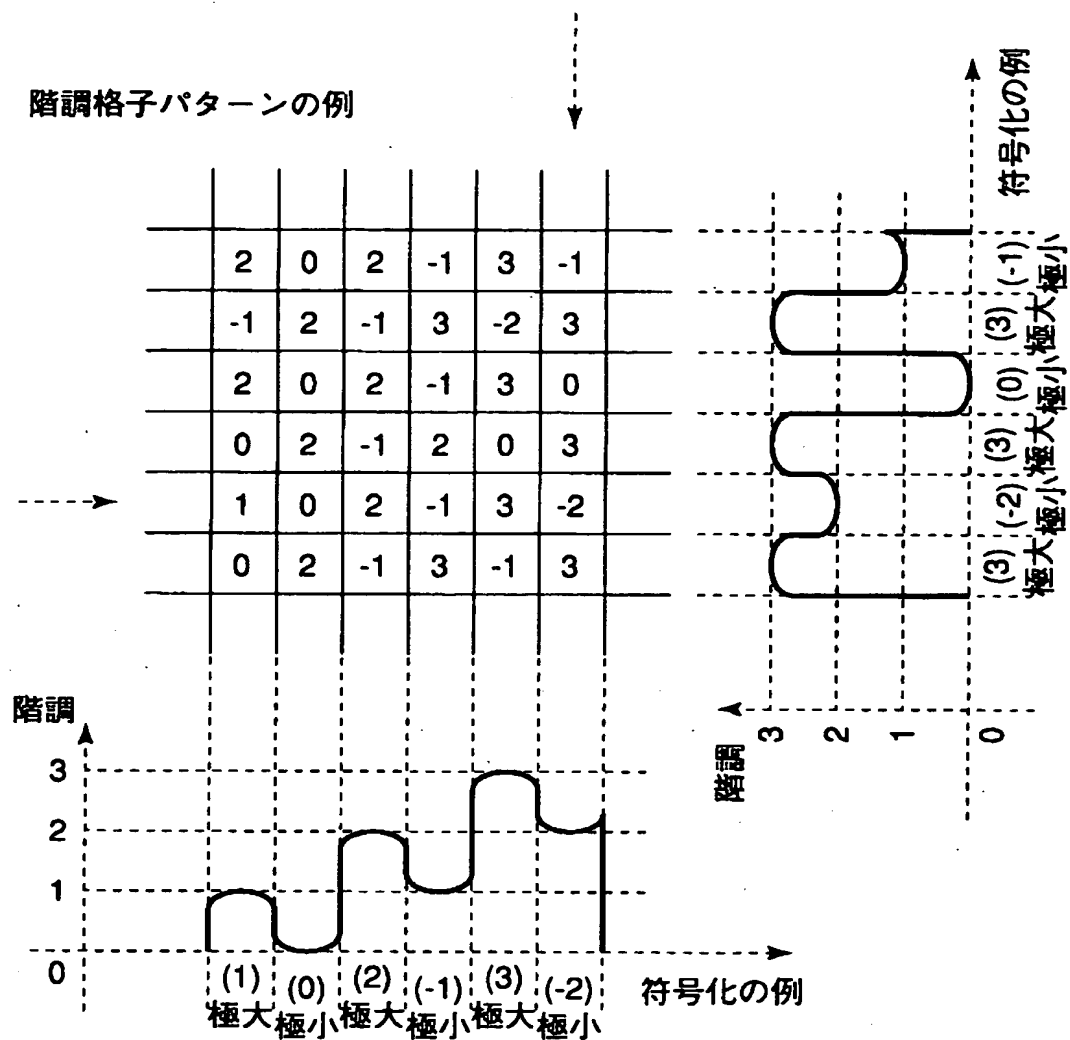 階調格子パターンの例
2 0 2 -1 3 -1
-1 2 -1 3 -2 3
2 0 2 -1 3 0
0 2 -1 2 0 3
1 0 2 -1 3 -2
0 2 -1 3 -1 3
符号化の例
(-1) 極小
(3) 極大
(0) 極小
(3) 極大
(-2) 極小
(3) 極大
階調
3 2 1 0
階調
3
2
1
0
(1) (0) (2) (-1) (3) (-2)
極大 極小 極大 極小 極大 極小
符号化の例